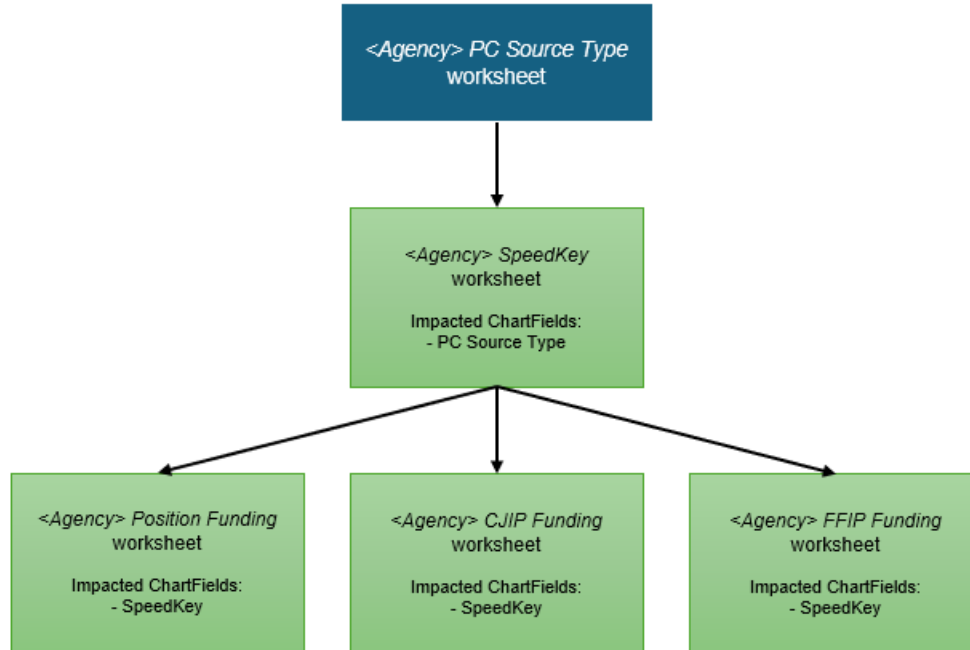 <Agency> PC Source Type
worksheet
<Agency> SpeedKey
worksheet
Impacted ChartFields:
- PC Source Type
<Agency> Position Funding
worksheet
Impacted ChartFields:
- SpeedKey
<Agency> CJIP Funding
worksheet
Impacted ChartFields:
- SpeedKey
<Agency> FFIP Funding
worksheet
Impacted ChartFields:
- SpeedKey